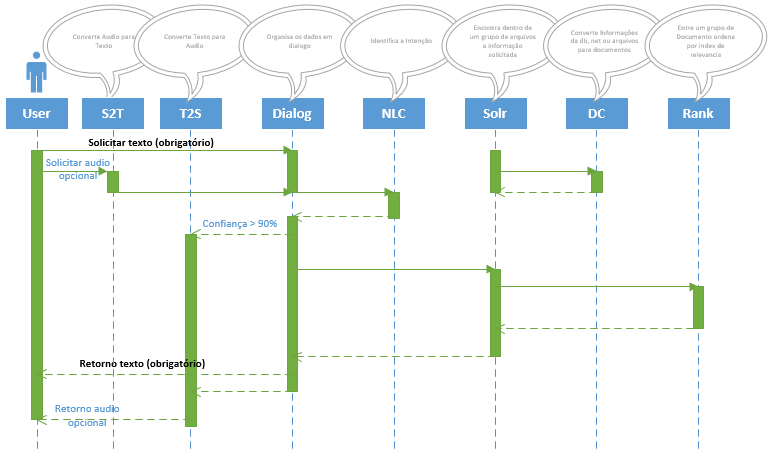 Converte Audio para
Texto
Converte Texto para
Audio
Organisa os dados em
dialogo
Identifica a Intenção
Encontra dentro de
um grupo de arquivos
a informação
solicitada
Converte Informações
da db, net ou arquivos
para documentos
Entre um grupo de
Documento ordena
por index de
relevancia
User
S2T
T2S
Dialog
NLC
Solr
DC
Rank
Solicitar texto (obrigatório)
Solicitar audio
opcional
Confiança > 90%
Retorno texto (obrigatório)
Retorno audio
opcional